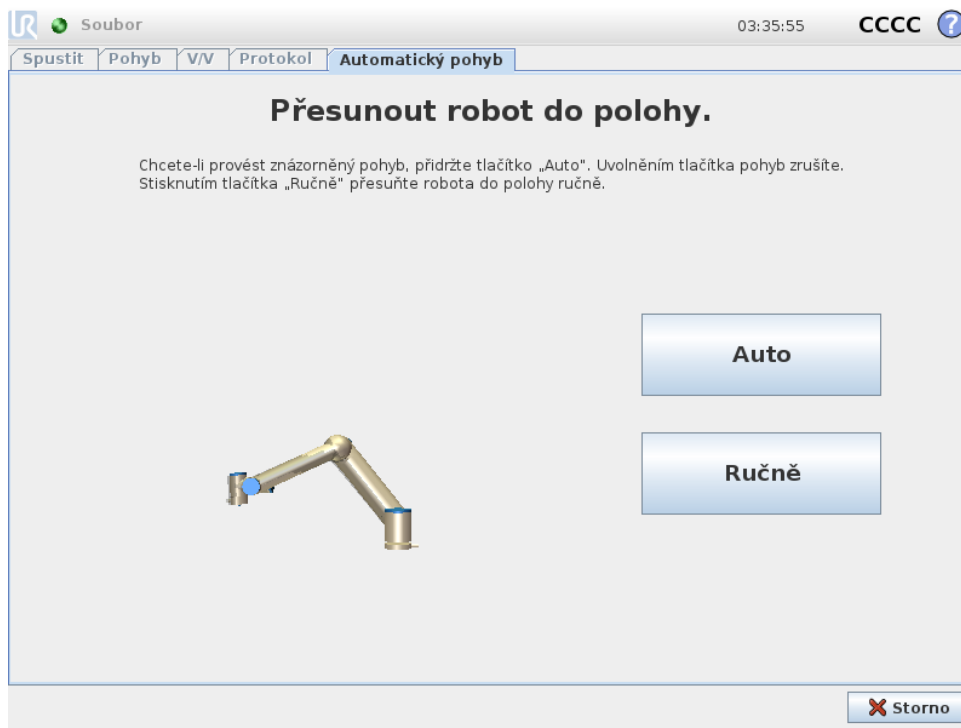 UR Soubor 03:35:55 CCCC ?
Spustit Pohyb V/V Protokol Automatický pohyb
Přesunout robot do polohy.
Chcete-li provést znázorněný pohyb, přidržte tlačítko „Auto”. Uvolněním tlačítka pohyb zrušíte.
Stisknutím tlačítka „Ručně” přesuňte robota do polohy ručně.
Auto
Ručně
Storno